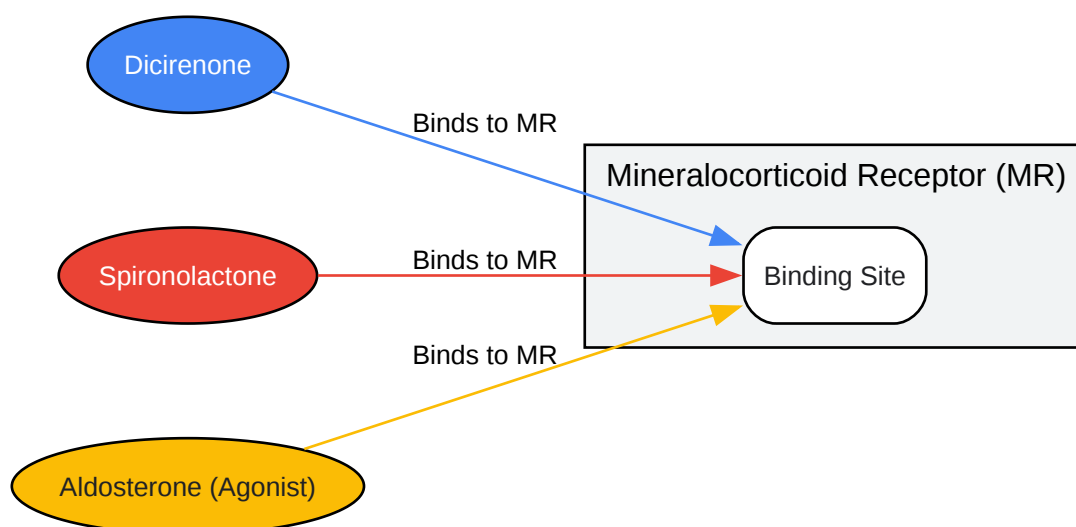 Dicirenone
Binds to MR
Mineralocorticoid Receptor (MR)
Spironolactone
Binds to MR
Binding Site
Binds to MR
Aldosterone (Agonist)